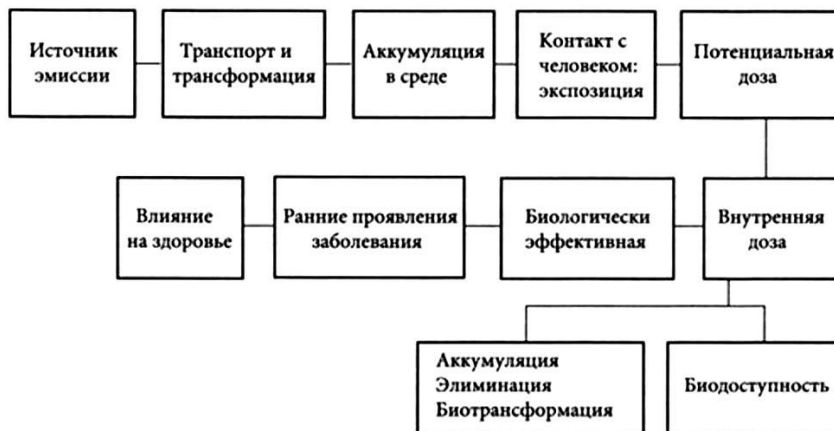 Источник
эмиссии
Транспорт и
трансформация
Аккумуляция
в среде
Контакт с
человеком:
экспозиция
Потенциальная
доза
Влияние
на здоровье
Ранние проявления
заболевания
Биологически
эффективная
Внутренняя
доза
Аккумуляция
Элиминация
Биотрансформация
Биодоступность